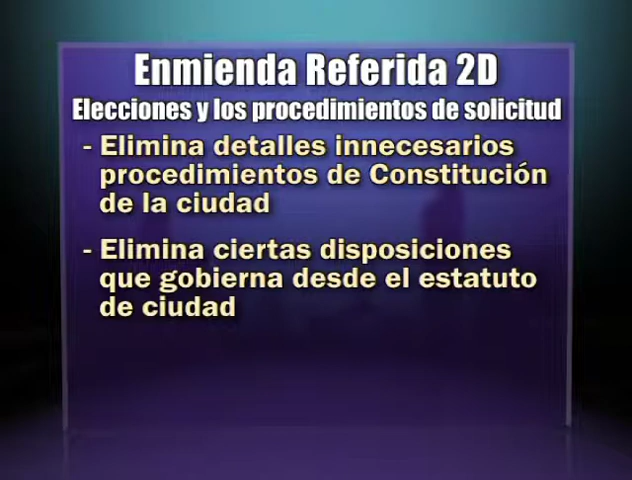 Enmienda Referida 2D
Elecciones y los procedimientos de solicitud
- Elimina detalles innecesarios
procedimientos de Constitución
de la ciudad
- Elimina ciertas disposiciones
que gobierna desde el estatuto
de ciudad